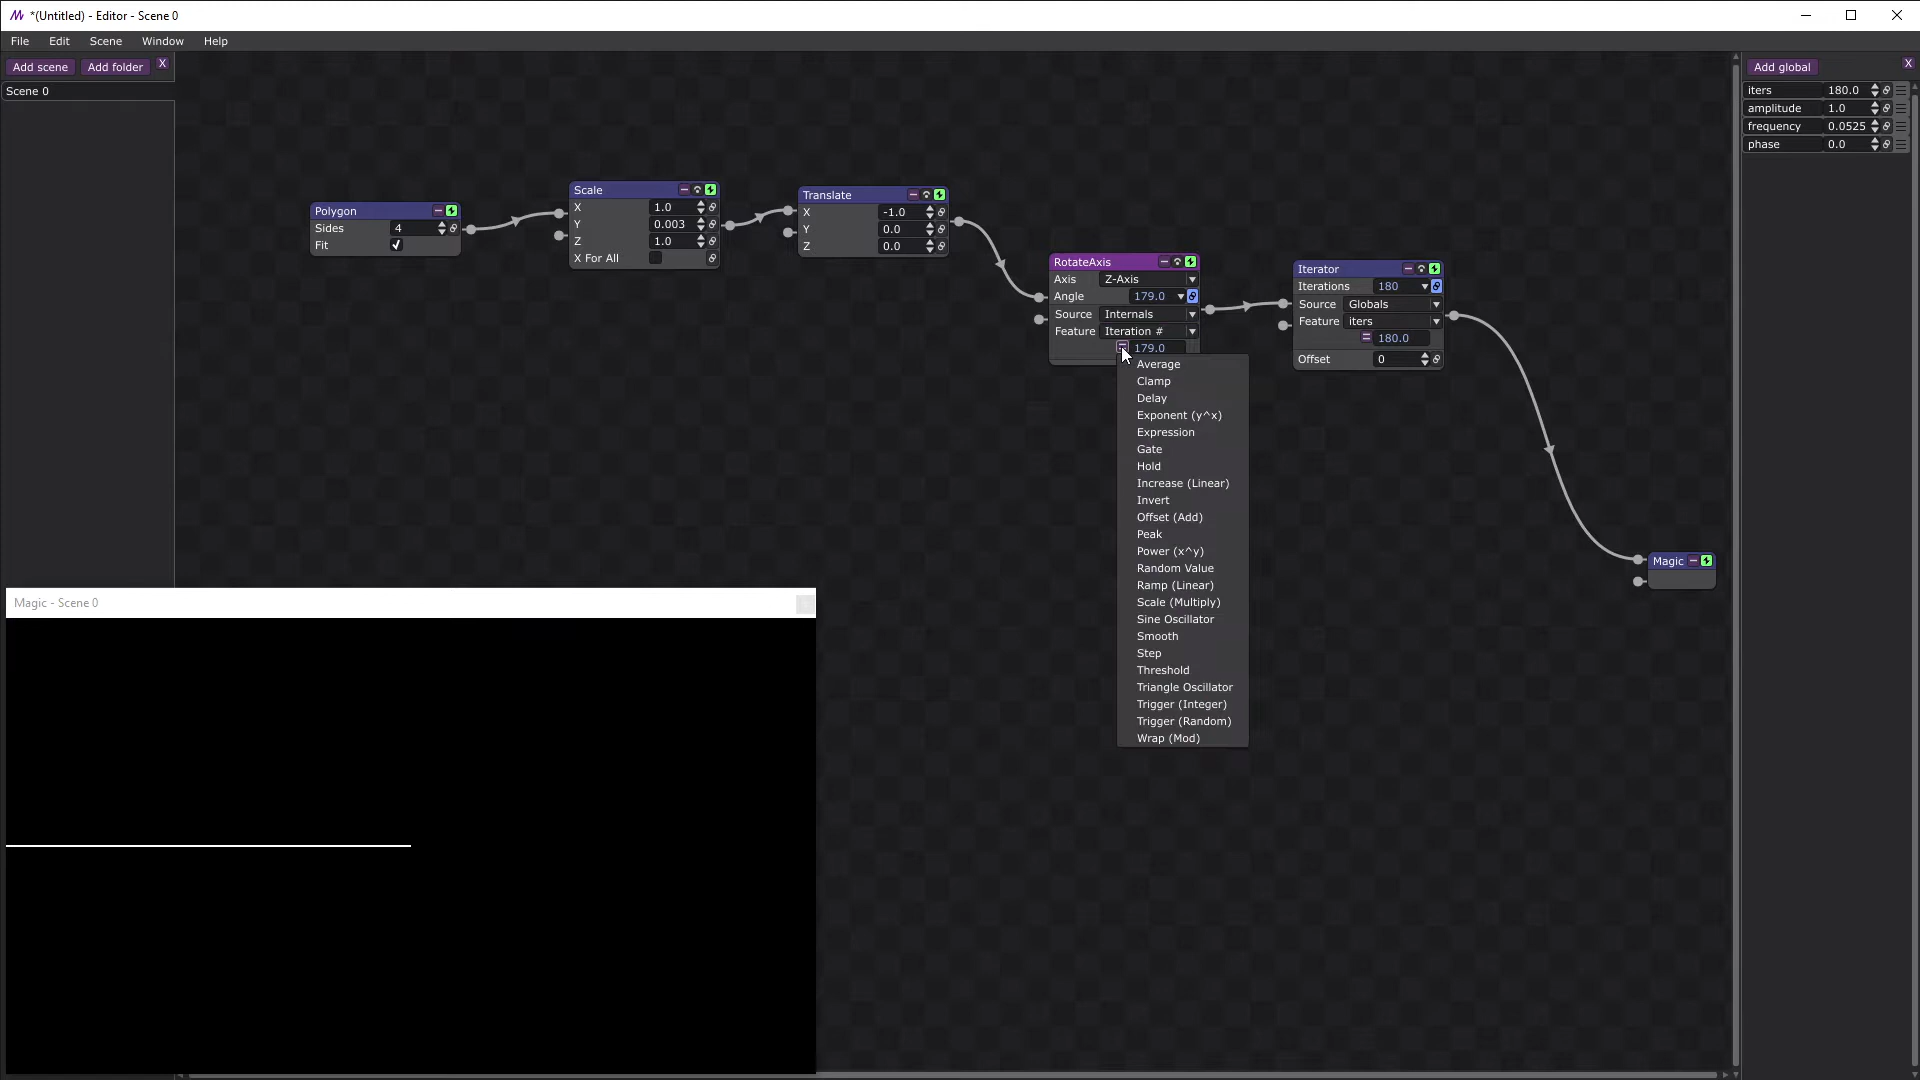 *(Untitled) - Editor - Scene 0
File Edit Scene Window Help
Add scene Add folder X
Scene 0
Add global X
iters 180.0
amplitude 1.0
frequency 0.0525
phase 0.0
Polygon
Sides 4
Fit
Scale
X 1.0
Y 0.003
Z 1.0
X For All
Translate
X -1.0
Y 0.0
Z 0.0
RotateAxis
Axis Z-Axis
Angle 179.0
Source Internals
Feature Iteration #
179.0
Average
Clamp
Delay
Exponent (y^x)
Expression
Gate
Hold
Increase (Linear)
Invert
Offset (Add)
Peak
Power (x^y)
Random Value
Ramp (Linear)
Scale (Multiply)
Sine Oscillator
Smooth
Step
Threshold
Triangle Oscillator
Trigger (Integer)
Trigger (Random)
Wrap (Mod)
Iterator
Iterations 180
Source Globals
Feature iters
180.0
Offset 0
Magic
Magic - Scene 0